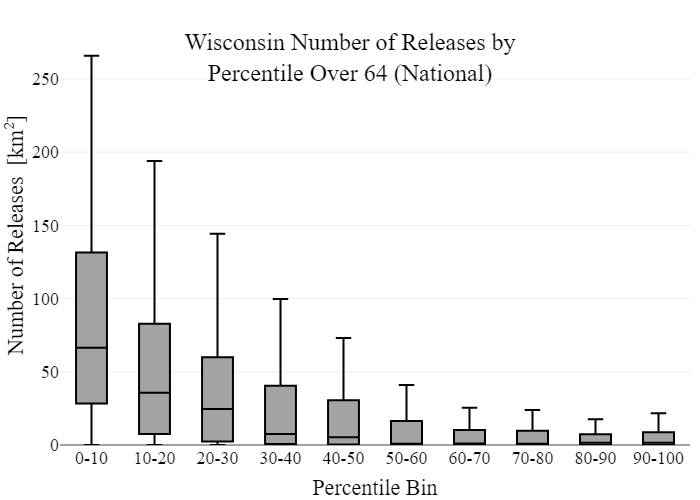 Wisconsin Number of Releases by
Percentile Over 64 (National)
Number of Releases [km²]
250
200
150
100
50
0
0-10 10-20 20-30 30-40 40-50 50-60 60-70 70-80 80-90 90-100
Percentile Bin